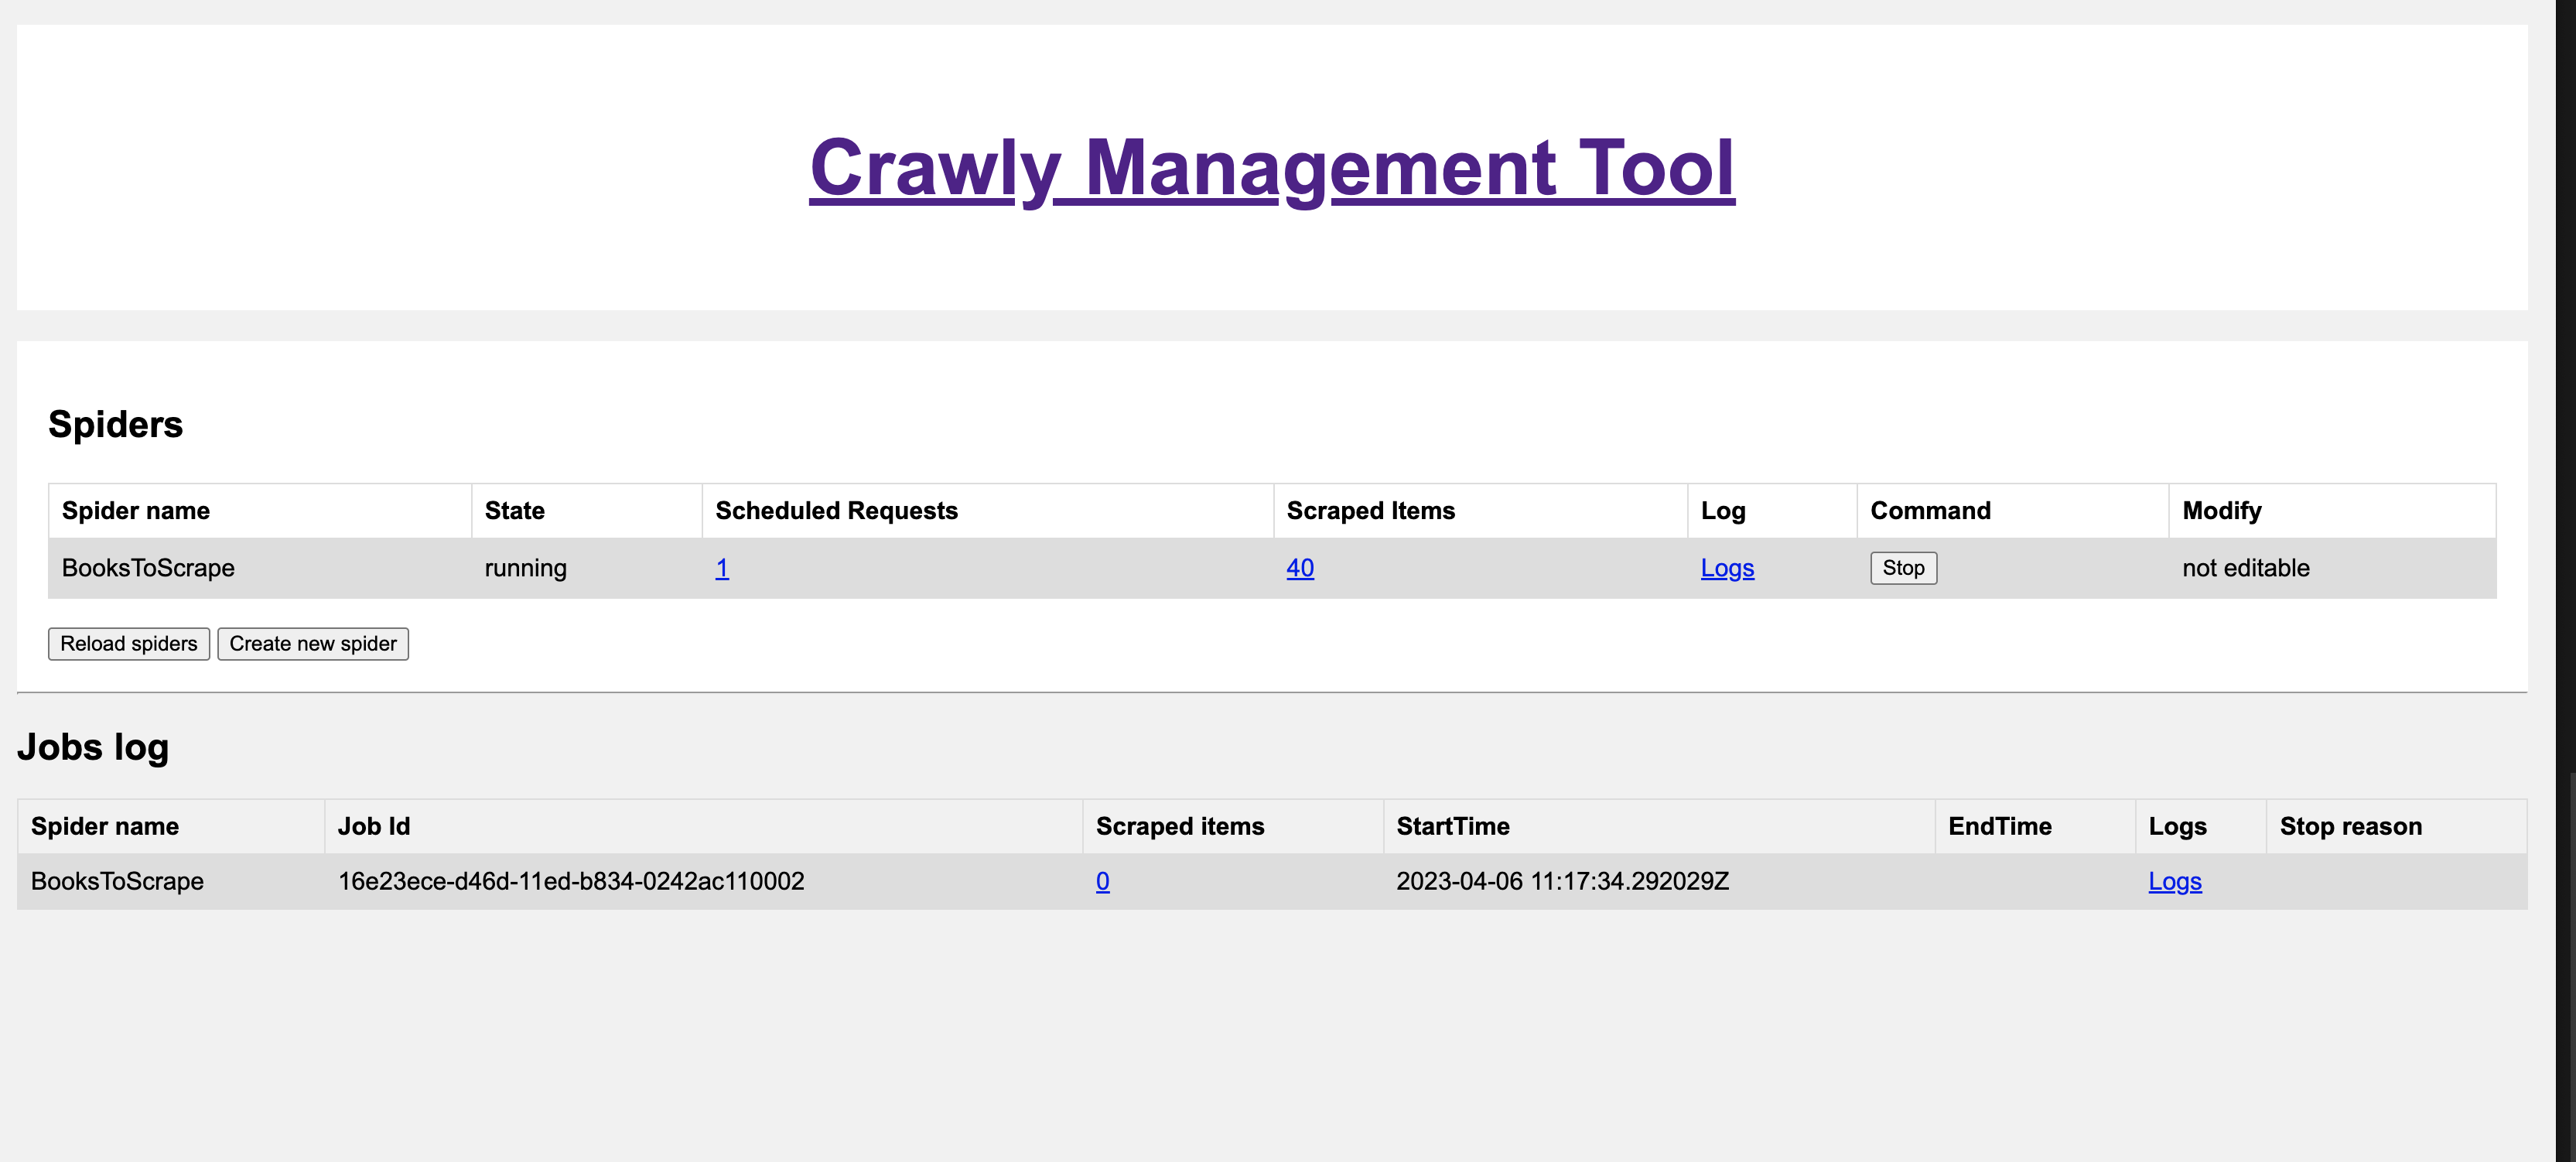 Crawly Management Tool
Spiders
Spider name State Scheduled Requests Scraped Items Log Command Modify
BooksToScrape running 1 40 Logs Stop not editable
Reload spiders Create new spider
Jobs log
Spider name Job Id Scraped items StartTime EndTime Logs Stop reason
BooksToScrape 16e23ece-d46d-11ed-b834-0242ac110002 0 2023-04-06 11:17:34.292029Z Logs